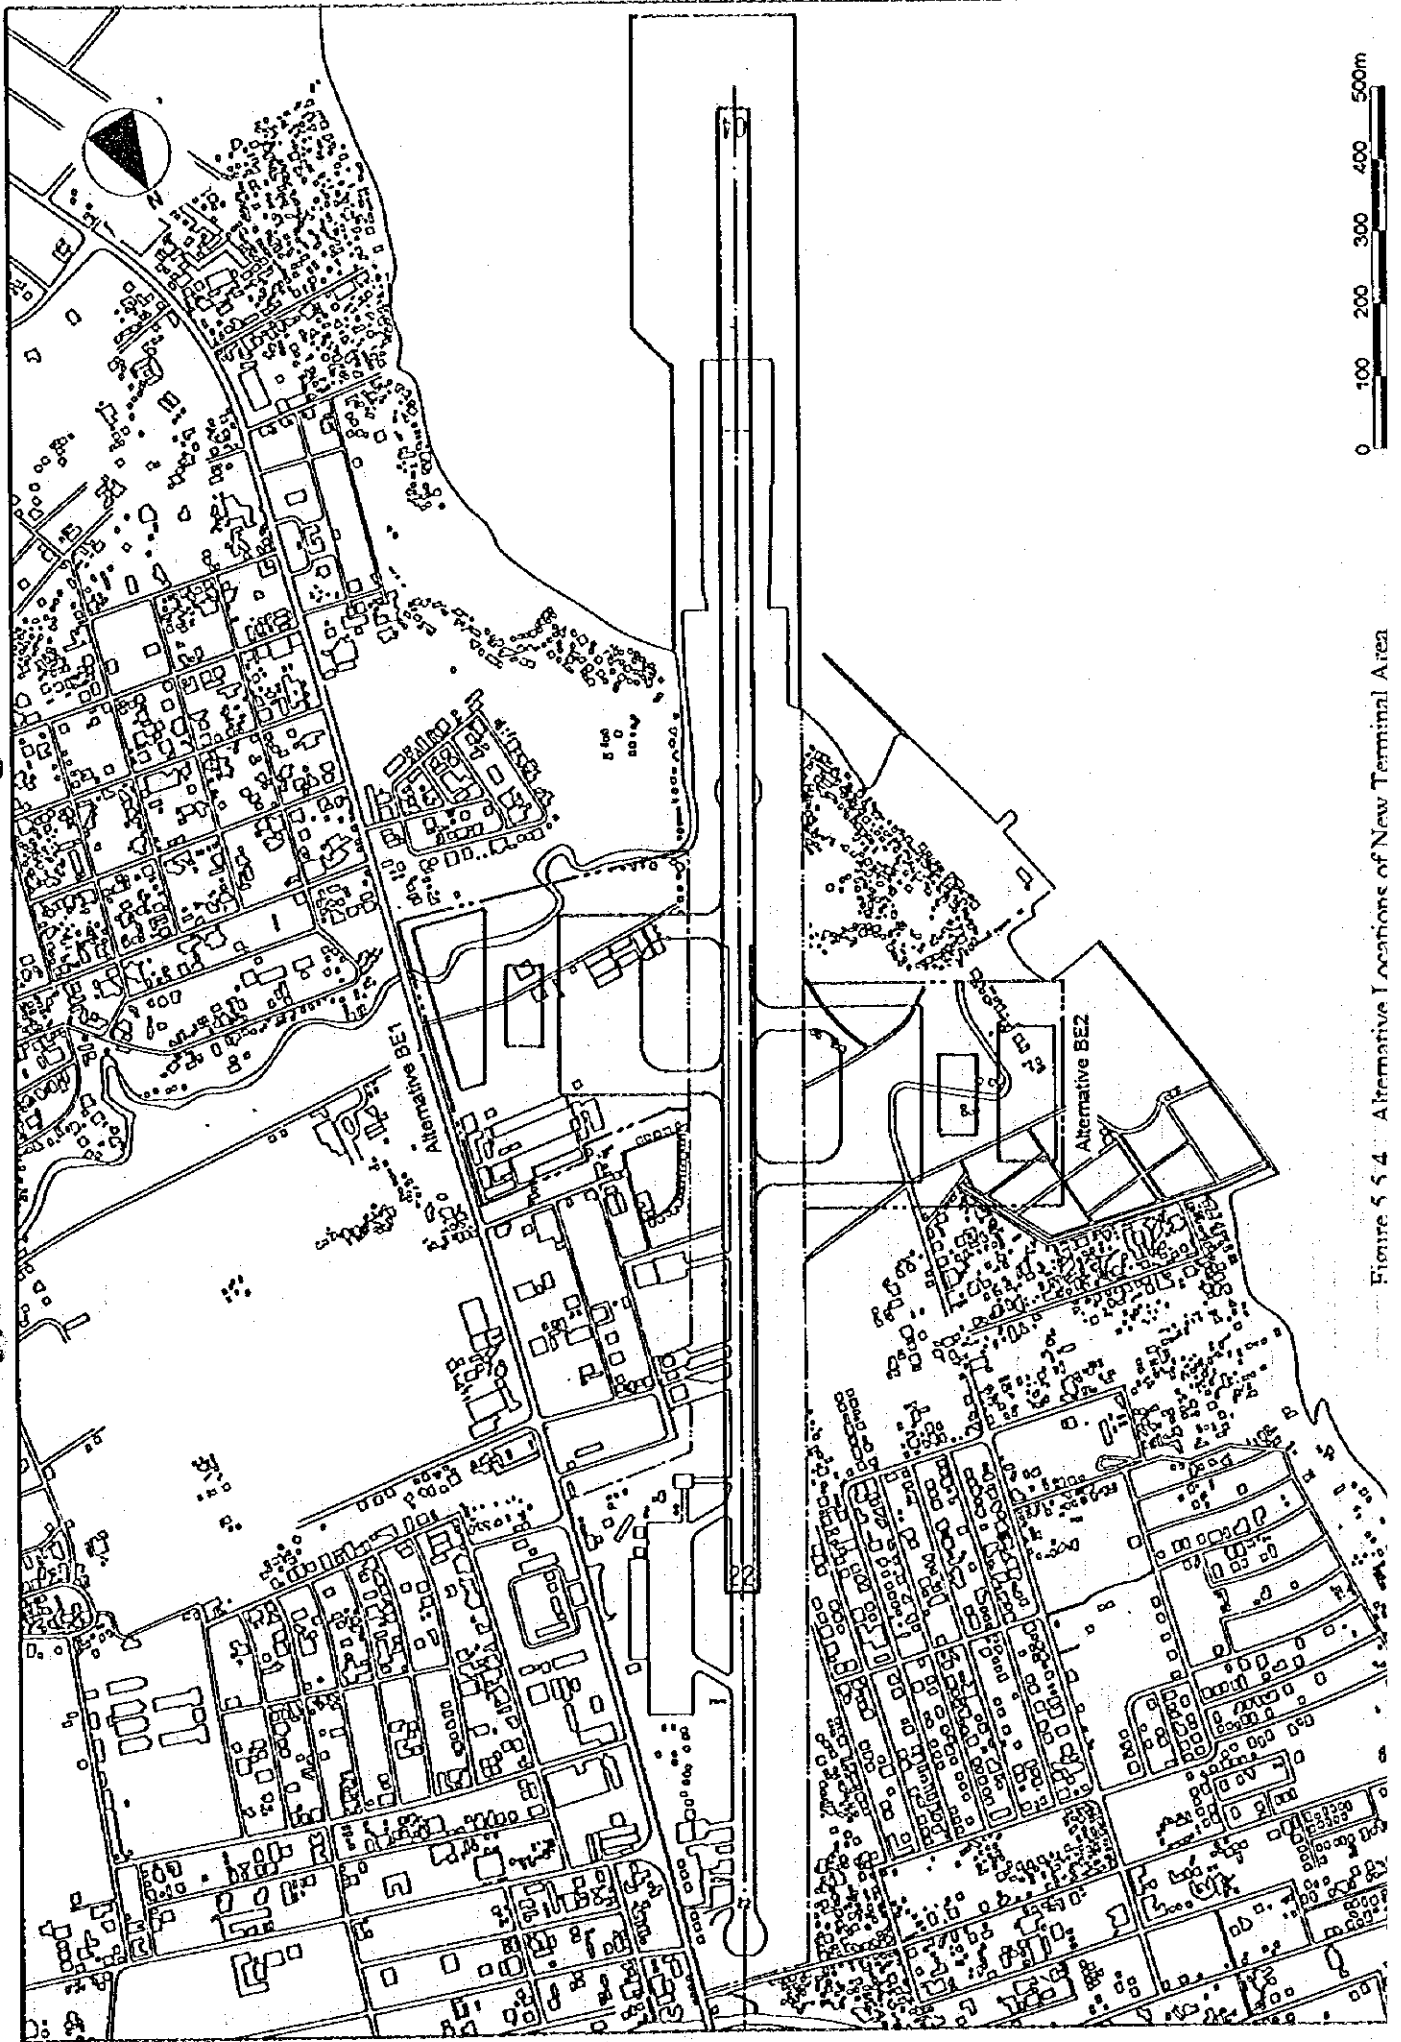 N
04
Alternative BE1
Alternative BE2
22
0 100 200 300 400 500m
Figure 5.5.4 Alternative Locations of New Terminal Area